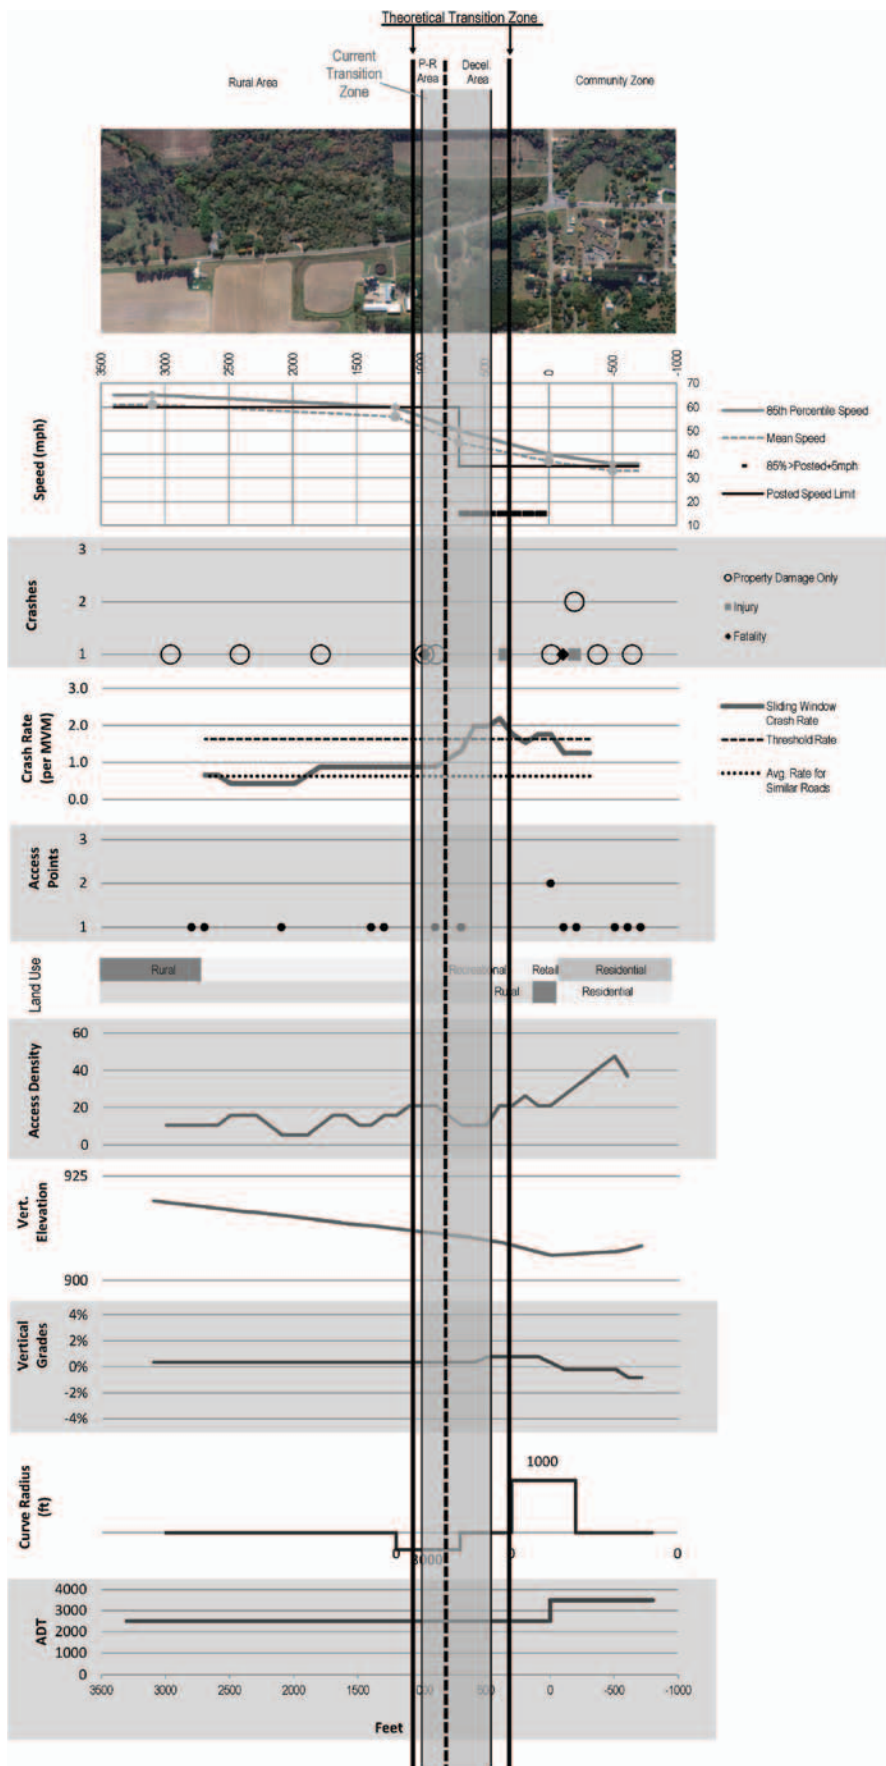 Theoretical Transition Zone
Current
Transition
Zone
P-R
Area
Decel.
Area
Rural Area
Community Zone
3500
3000
2500
2000
1500
1000
500
0
-500
-1000
Speed (mph)
70
60
50
40
30
20
10
85th Percentile Speed
Mean Speed
85%>Posted+5mph
Posted Speed Limit
Crashes
3
2
1
Property Damage Only
Injury
Fatality
Crash Rate
(per MVM)
3.0
2.0
1.0
0.0
Sliding Window
Crash Rate
Threshold Rate
Avg. Rate for
Similar Roads
Access
Points
3
2
1
Land Use
Rural Recreational Retail Residential
Rural Residential
Access Density
60
40
20
0
Vert.
Elevation
925
900
Vertical
Grades
4%
2%
0%
-2%
-4%
Curve Radius
(ft)
1000
0 3000 0 0
ADT
4000
3000
2000
1000
0
3500 3000 2500 2000 1500 1000 500 0 -500 -1000
Feet